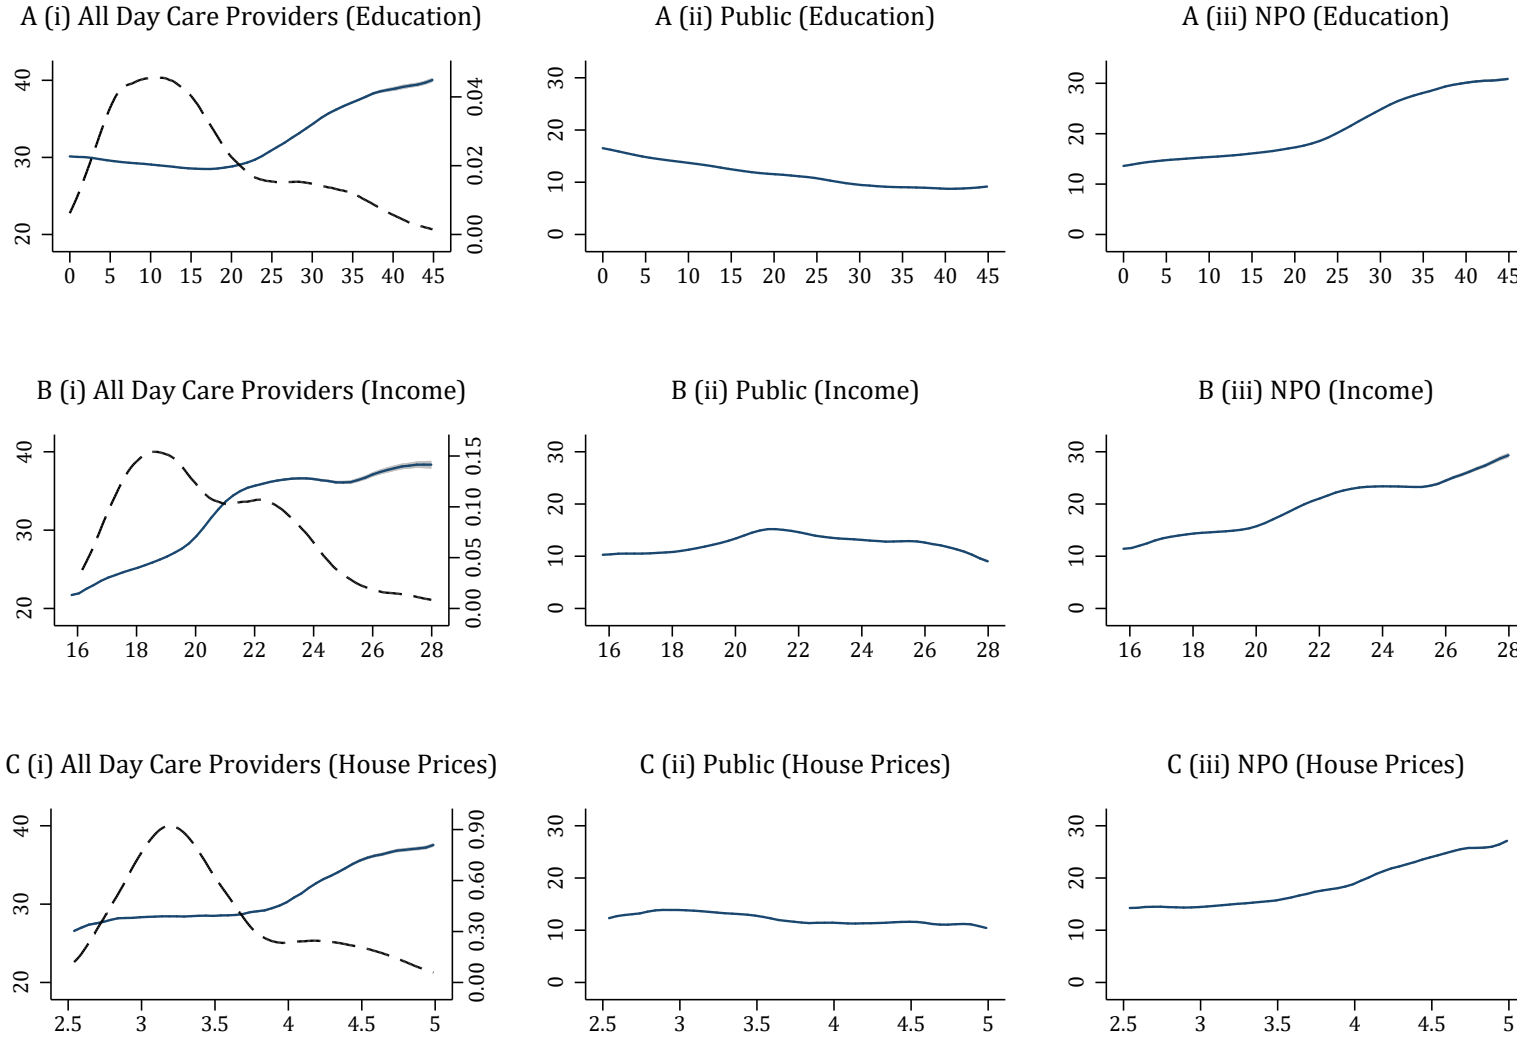 A (i) All Day Care Providers (Education)
A (ii) Public (Education)
A (iii) NPO (Education)
40
30
20
0.04
0.02
0.00
0 5 10 15 20 25 30 35 40 45
30
20
10
0
0 5 10 15 20 25 30 35 40 45
30
20
10
0
0 5 10 15 20 25 30 35 40 45
B (i) All Day Care Providers (Income)
B (ii) Public (Income)
B (iii) NPO (Income)
40
30
20
0.15
0.10
0.05
0.00
16 18 20 22 24 26 28
30
20
10
0
16 18 20 22 24 26 28
30
20
10
0
16 18 20 22 24 26 28
C (i) All Day Care Providers (House Prices)
C (ii) Public (House Prices)
C (iii) NPO (House Prices)
40
30
20
0.90
0.60
0.30
0.00
2.5 3 3.5 4 4.5 5
30
20
10
0
2.5 3 3.5 4 4.5 5
30
20
10
0
2.5 3 3.5 4 4.5 5